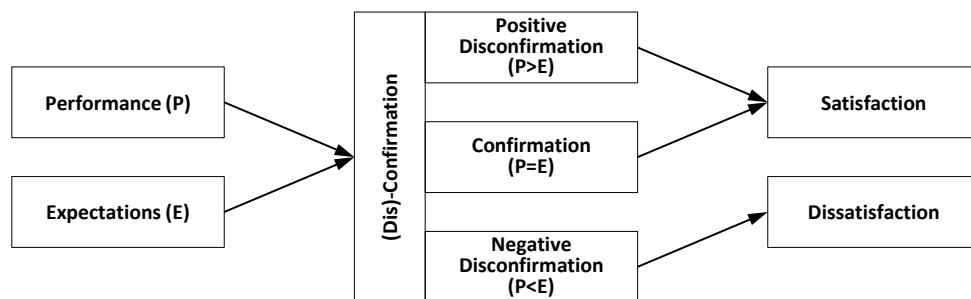 Performance (P)
Expectations (E)
(Dis)-Confirmation
Positive
Disconfirmation
(P>E)
Confirmation
(P=E)
Negative
Disconfirmation
(P<E)
Satisfaction
Dissatisfaction